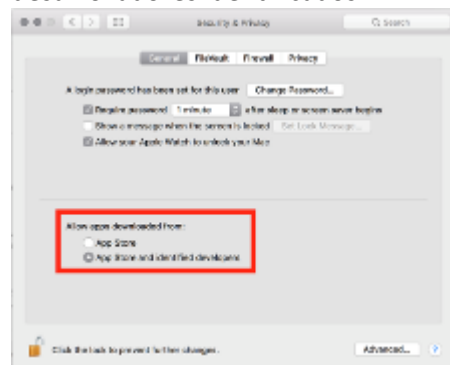 Security & Privacy
Search
General FileVault Firewall Privacy
A login password has been set for this user Change Password...
Require password 1 minute after sleep or screen saver begins
Show a message when the screen is locked Set Lock Message...
Allow your Apple Watch to unlock your Mac
Allow apps downloaded from:
App Store
App Store and identified developers
Click the lock to prevent further changes.
Advanced... ?